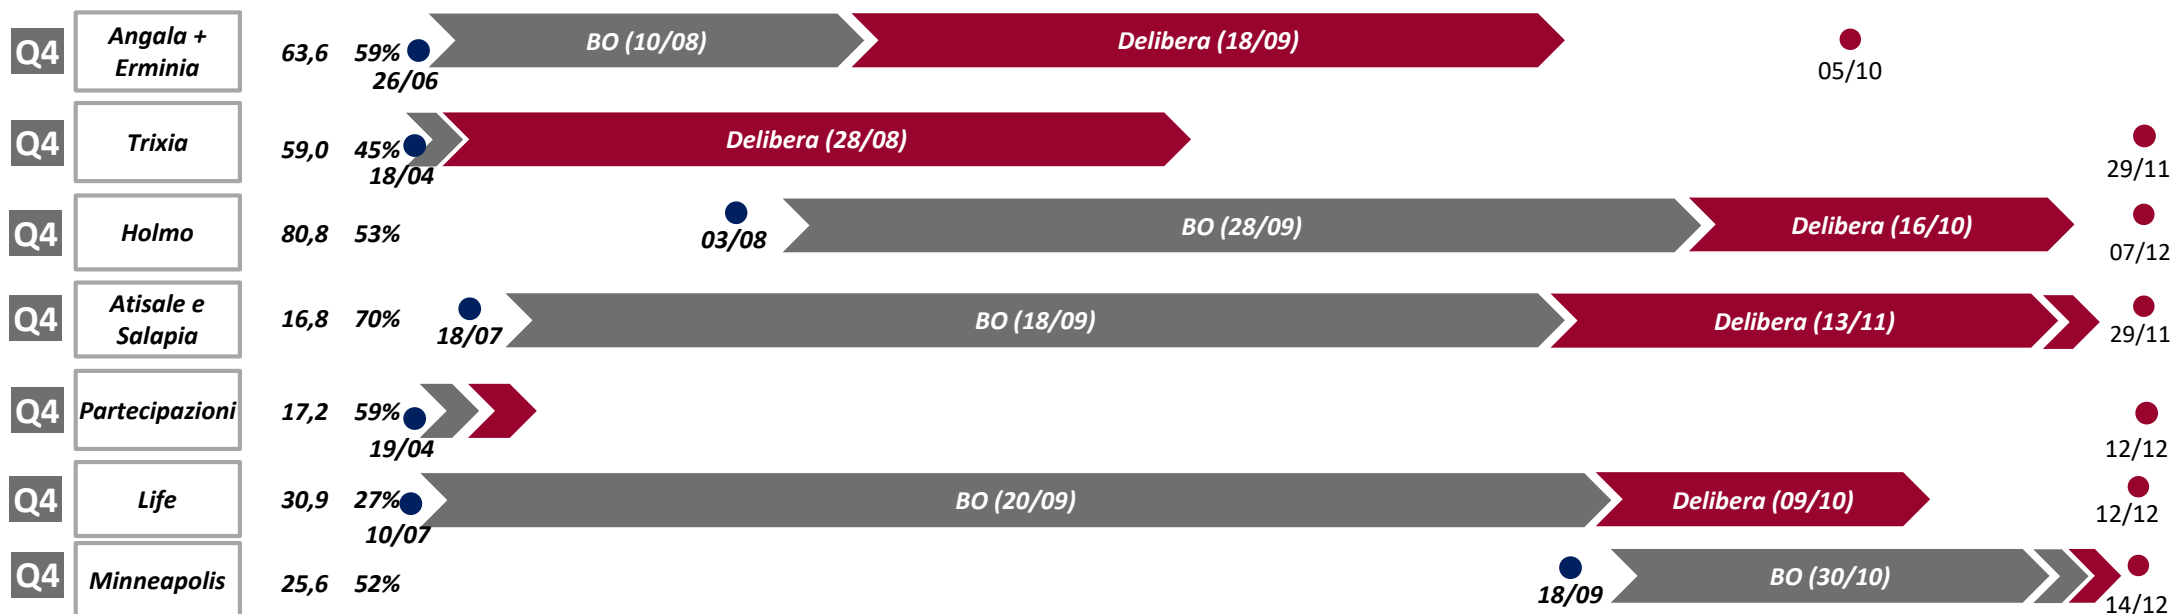 Q4
Angala +
Erminia
63,6 59%
26/06
BO (10/08)
Delibera (18/09)
05/10
Q4
Trixia
59,0 45%
18/04
Delibera (28/08)
29/11
Q4
Holmo
80,8 53%
03/08
BO (28/09)
Delibera (16/10)
07/12
Q4
Atisale e
Salapia
16,8 70%
18/07
BO (18/09)
Delibera (13/11)
29/11
Q4
Partecipazioni
17,2 59%
19/04
12/12
Q4
Life
30,9 27%
10/07
BO (20/09)
Delibera (09/10)
12/12
Q4
Minneapolis
25,6 52%
18/09
BO (30/10)
14/12